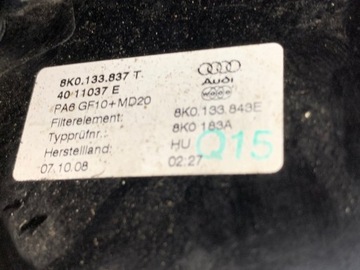 8K0.133.837 T.
40 11037 E
PA6 GF10+MD20
Audi
Filterelement: 8K0.133.843E
Typprüfnr.: 8K0 183A
Herstelland: HU
07.10.08 02:27
Q15